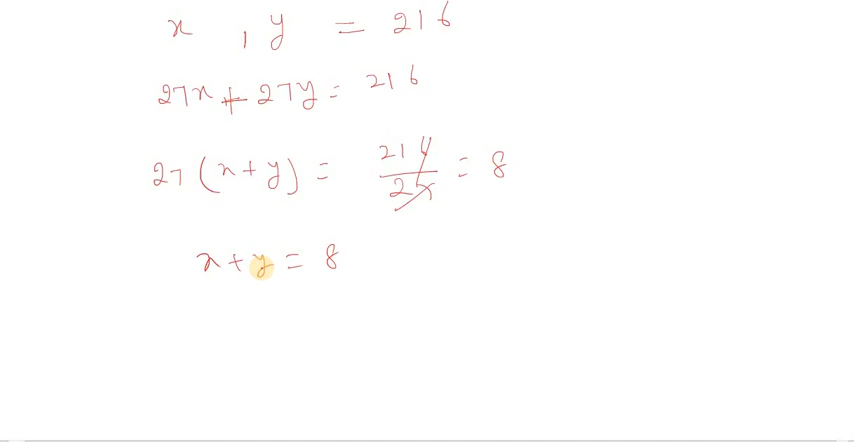 x , y = 216
27x + 27y = 216
27 (x + y) = 216/27 = 8
x + y = 8